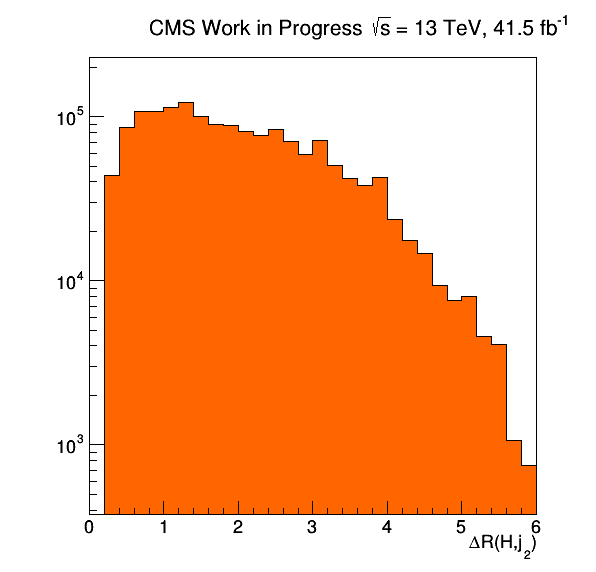 CMS Work in Progress √s = 13 TeV, 41.5 fb⁻¹
10⁵
10⁴
10³
0 1 2 3 4 5 6
ΔR(H,j₂)